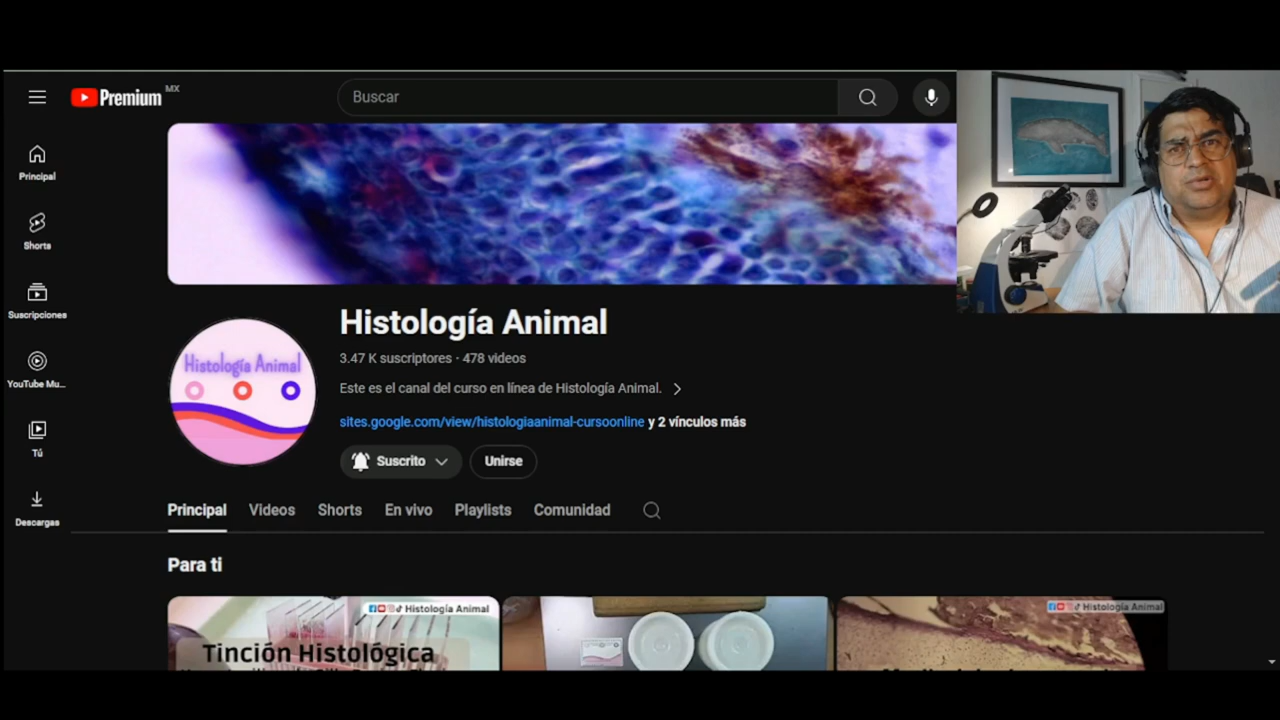 Premium MX
Buscar
Principal
Shorts
Suscripciones
YouTube Mu...
Tú
Descargas
Histología Animal
Histología Animal
3.47 K suscriptores · 478 videos
Este es el canal del curso en línea de Histología Animal.
sites.google.com/view/histologiaanimal-cursoonline y 2 vínculos más
Suscrito
Unirse
Principal Videos Shorts En vivo Playlists Comunidad
Para ti
Histología Animal
Tinción Histológica
Histología Animal